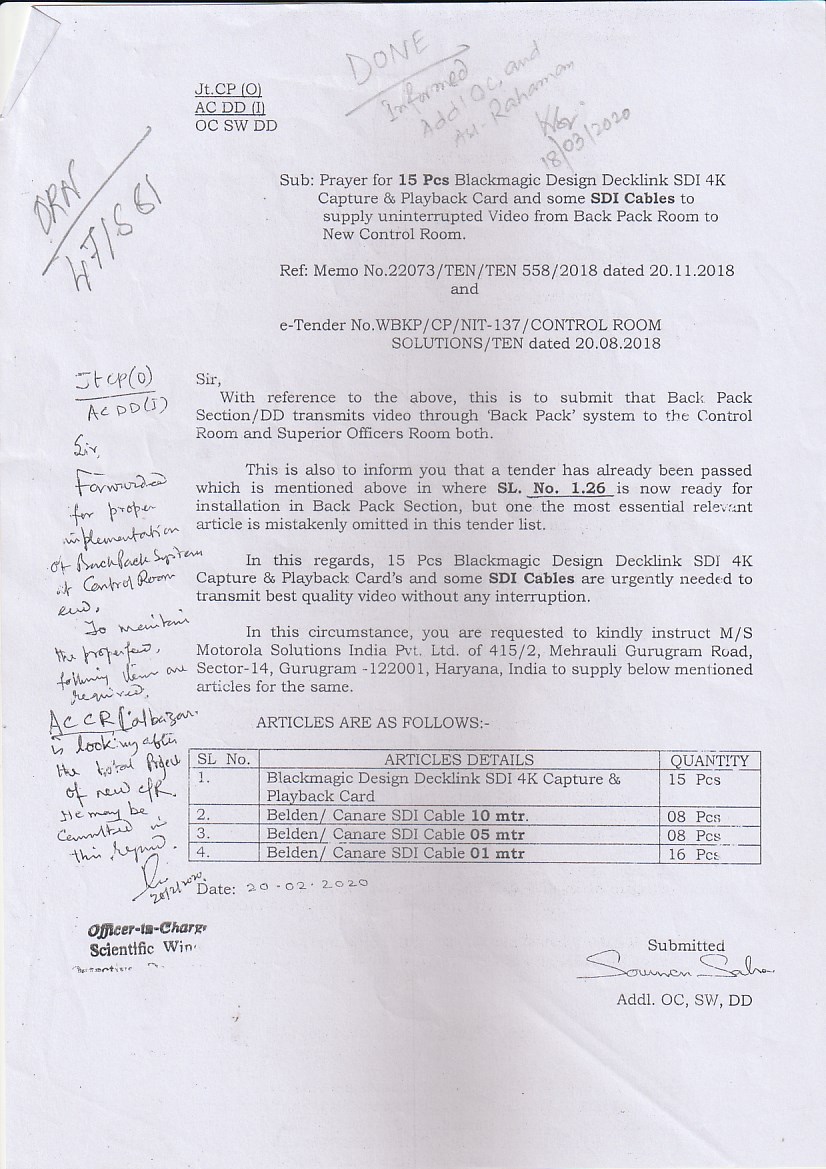 DONE
Informed
Addl OC, and
Asl. Rahaman
18/03/2020
Jt.CP (O)
AC DD (I)
OC SW DD
DRN
47/581
Sub: Prayer for 15 Pcs Blackmagic Design Decklink SDI 4K
Capture & Playback Card and some SDI Cables to
supply uninterrupted Video from Back Pack Room to
New Control Room.
Ref: Memo No.22073/TEN/TEN 558/2018 dated 20.11.2018
and
e-Tender No.WBKP/CP/NIT-137/CONTROL ROOM
SOLUTIONS/TEN dated 20.08.2018
Sir,
With reference to the above, this is to submit that Back Pack
Section/DD transmits video through 'Back Pack' system to the Control
Room and Superior Officers Room both.
This is also to inform you that a tender has already been passed
which is mentioned above in where SL. No. 1.26 is now ready for
installation in Back Pack Section, but one the most essential relevant
article is mistakenly omitted in this tender list.
In this regards, 15 Pcs Blackmagic Design Decklink SDI 4K
Capture & Playback Card's and some SDI Cables are urgently needed to
transmit best quality video without any interruption.
In this circumstance, you are requested to kindly instruct M/S
Motorola Solutions India Pvt. Ltd. of 415/2, Mehrauli Gurugram Road,
Sector-14, Gurugram -122001, Haryana, India to supply below mentioned
articles for the same.
ARTICLES ARE AS FOLLOWS:-
SL No. ARTICLES DETAILS QUANTITY
1. Blackmagic Design Decklink SDI 4K Capture & 15 Pcs
Playback Card
2. Belden/ Canare SDI Cable 10 mtr. 08 Pcs
3. Belden/ Canare SDI Cable 05 mtr 08 Pcs
4. Belden/ Canare SDI Cable 01 mtr 16 Pcs
Date: 20-02-2020
Jt CP(O)
AC DD(I)
Sir,
Forwarded
for proper
implementation
of BackPack System
at Control Room
end.
To maintain
the
following item are
required.
AC CR Lalbazar
is looking after
the total Project
of new C/R.
He may be
in
this regard.
20/2/2020
Officer-in-Charge
Scientific Win
Submitted
Soumen Saha
Addl. OC, SW, DD